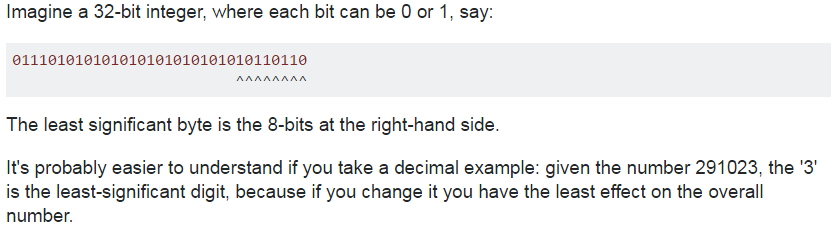 Imagine a 32-bit integer, where each bit can be 0 or 1, say:
01110101010101010101010101010110110
^^^^^^^^
The least significant byte is the 8-bits at the right-hand side.
It's probably easier to understand if you take a decimal example: given the number 291023, the '3'
is the least-significant digit, because if you change it you have the least effect on the overall
number.